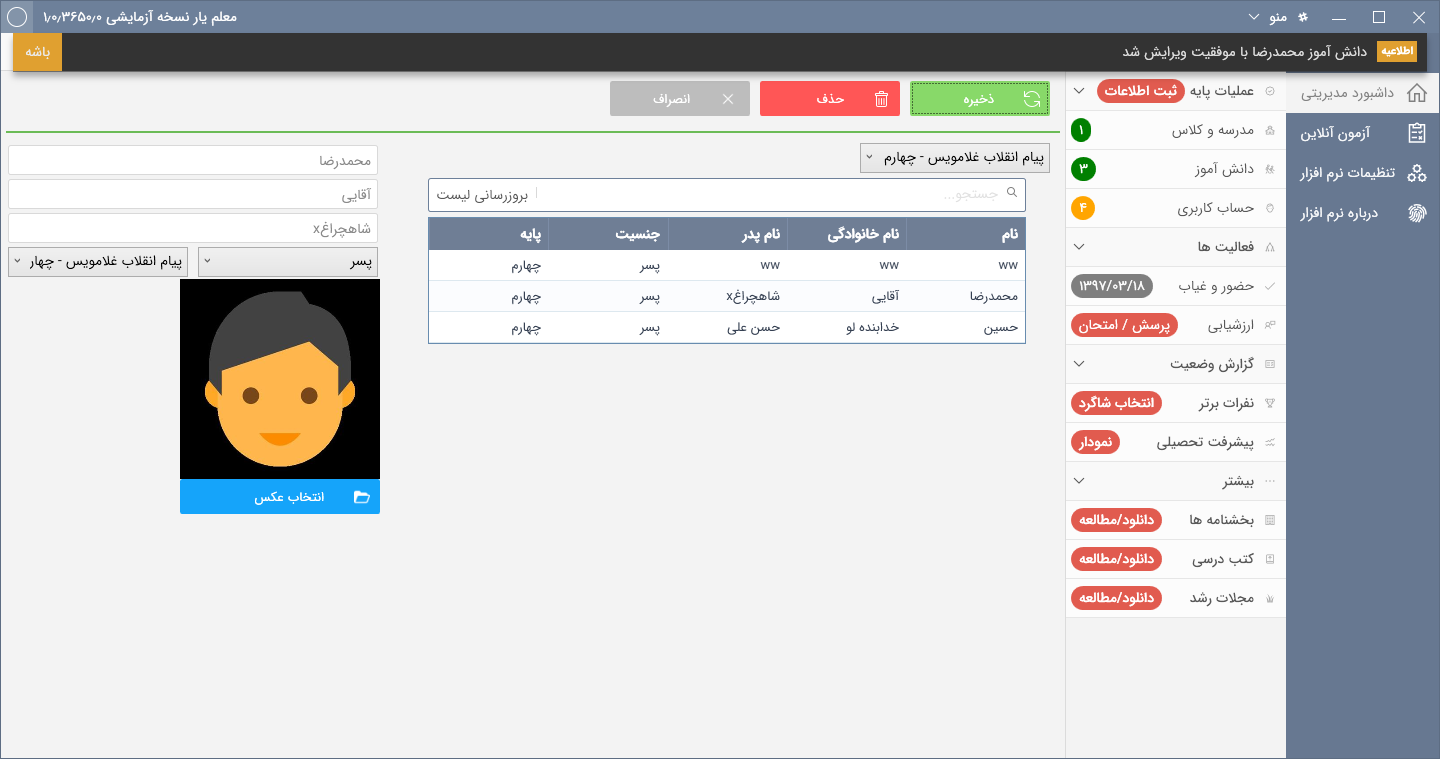 منو
معلم یار نسخه آزمایشی ۱٫۰٫۳۶۵۰٫۰
اطلاعیه دانش آموز محمدرضا با موفقیت ویرایش شد
باشه
داشبورد مدیریتی
آزمون آنلاین
تنظیمات نرم افزار
درباره نرم افزار
عملیات پایه ثبت اطلاعات
مدرسه و کلاس ۱
دانش آموز ۳
حساب کاربری ۴
فعالیت ها
حضور و غیاب ۱۳۹۷/۰۳/۱۸
ارزشیابی پرسش / امتحان
گزارش وضعیت
نفرات برتر انتخاب شاگرد
پیشرفت تحصیلی نمودار
بیشتر
بخشنامه ها دانلود/مطالعه
کتب درسی دانلود/مطالعه
مجلات رشد دانلود/مطالعه
ذخیره
حذف
انصراف
پیام انقلاب غلامویس - چهارم
جستجو...
بروزرسانی لیست
نام نام خانوادگی نام پدر جنسیت پایه
ww ww ww پسر چهارم
محمدرضا آقایی شاهچراغx پسر چهارم
حسین خدابنده لو حسن علی پسر چهارم
محمدرضا
آقایی
شاهچراغx
پسر
پیام انقلاب غلامویس - چهار
انتخاب عکس